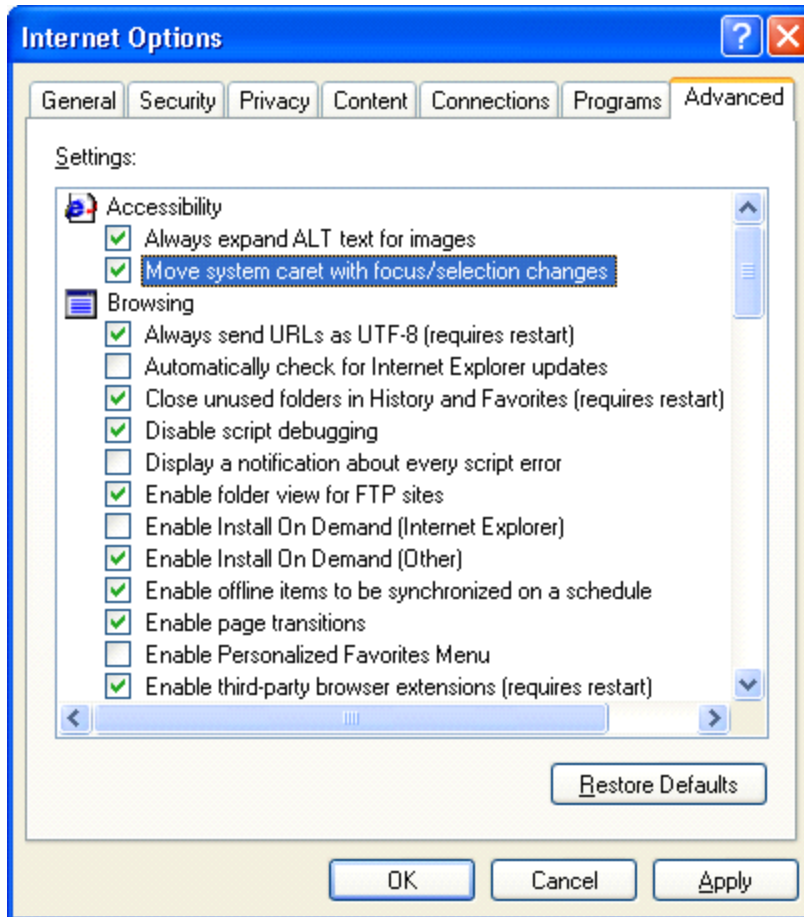 Internet Options
General Security Privacy Content Connections Programs Advanced
Settings:
Accessibility
Always expand ALT text for images
Move system caret with focus/selection changes
Browsing
Always send URLs as UTF-8 (requires restart)
Automatically check for Internet Explorer updates
Close unused folders in History and Favorites (requires restart)
Disable script debugging
Display a notification about every script error
Enable folder view for FTP sites
Enable Install On Demand (Internet Explorer)
Enable Install On Demand (Other)
Enable offline items to be synchronized on a schedule
Enable page transitions
Enable Personalized Favorites Menu
Enable third-party browser extensions (requires restart)
Restore Defaults
OK Cancel Apply